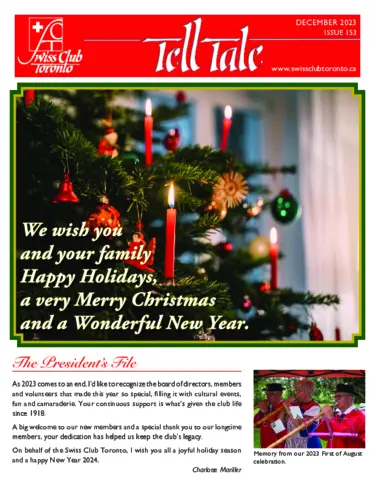 Swiss Club
Toronto
Tell Tale
DECEMBER 2023
ISSUE 153
www.swissclubtoronto.ca
We wish you
and your family
Happy Holidays,
a very Merry Christmas
and a Wonderful New Year.
The President's File
As 2023 comes to an end, I'd like to recognize the board of directors, members
and volunteers that made this year so special, filling it with cultural events,
fun and camaraderie. Your continuous support is what's given the club life
since 1918.
A big welcome to our new members and a special thank you to our longtime
members, your dedication has helped us keep the club's legacy.
On behalf of the Swiss Club Toronto, I wish you all a joyful holiday season
and a happy New Year 2024.
Memory from our 2023 First of August
celebration.